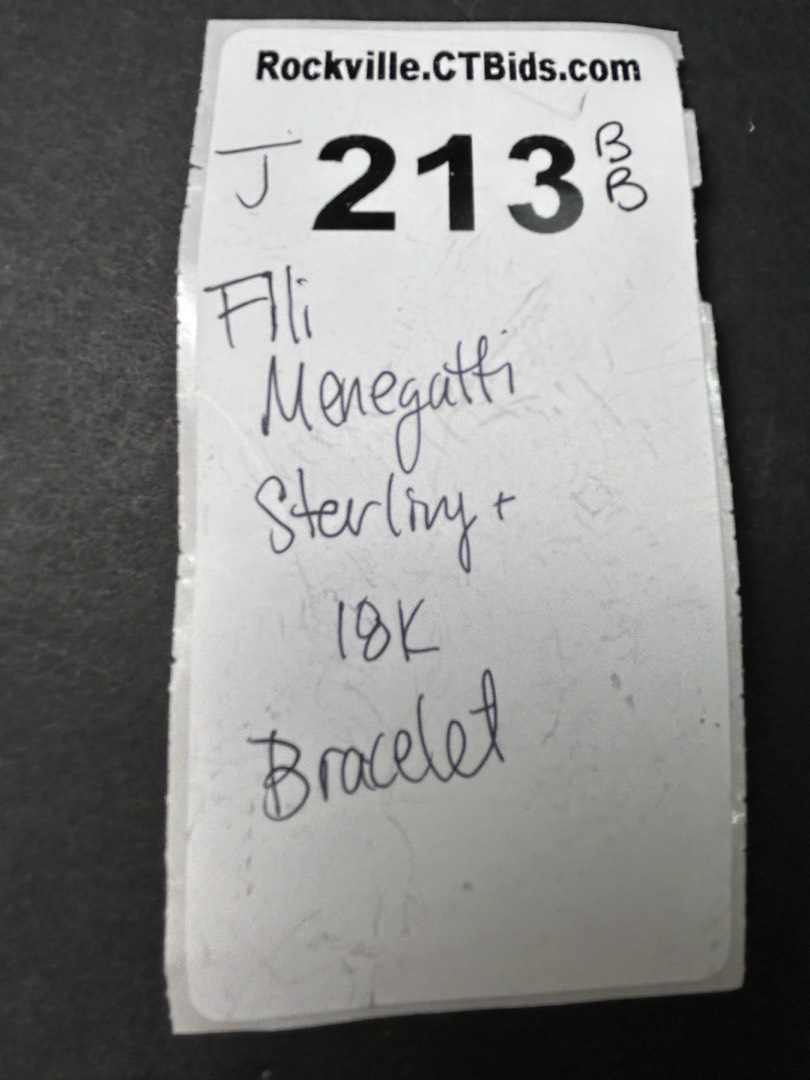 Rockville.CTBids.com
J 213 B B
Flli
Menegatti
Sterling +
18K
Bracelet